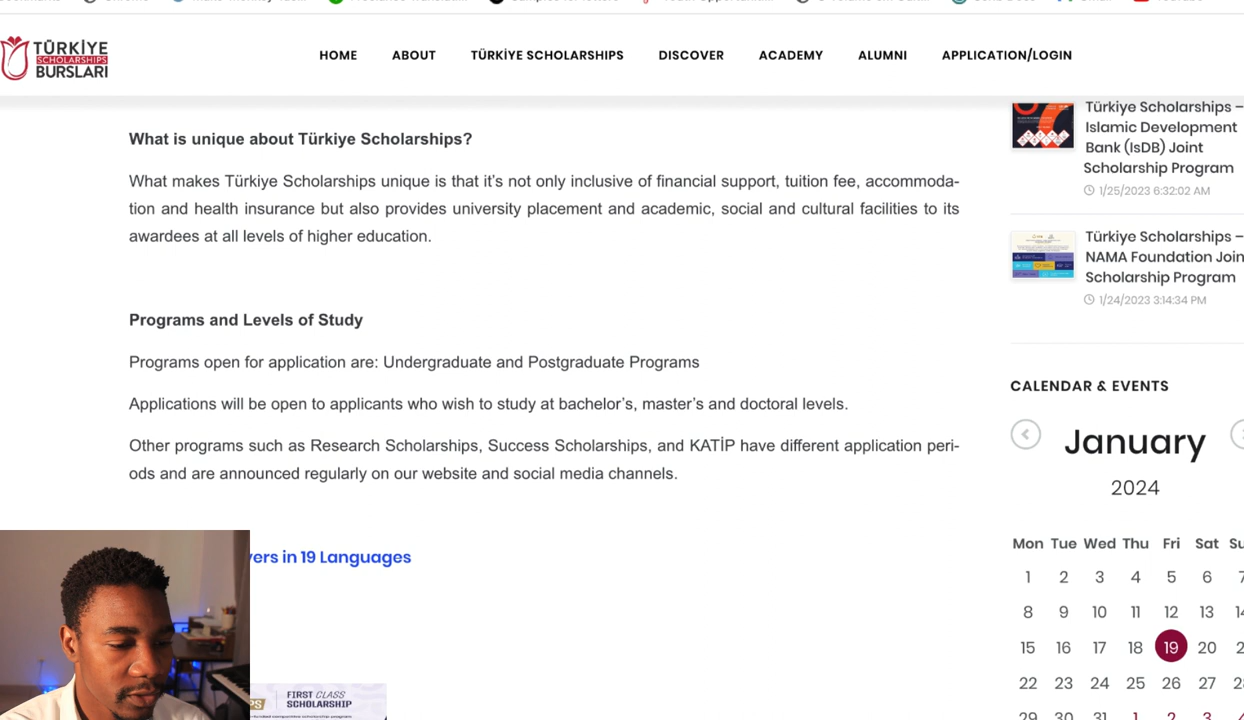 TÜRKİYE
SCHOLARSHIPS
BURSLARI
HOME
ABOUT
TÜRKİYE SCHOLARSHIPS
DISCOVER
ACADEMY
ALUMNI
APPLICATION/LOGIN
What is unique about Türkiye Scholarships?
What makes Türkiye Scholarships unique is that it's not only inclusive of financial support, tuition fee, accommoda-
tion and health insurance but also provides university placement and academic, social and cultural facilities to its
awardees at all levels of higher education.
Programs and Levels of Study
Programs open for application are: Undergraduate and Postgraduate Programs
Applications will be open to applicants who wish to study at bachelor's, master's and doctoral levels.
Other programs such as Research Scholarships, Success Scholarships, and KATİP have different application peri-
ods and are announced regularly on our website and social media channels.
in 19 Languages
FIRST CLASS
SCHOLARSHIP
Türkiye Scholarships –
Islamic Development
Bank (IsDB) Joint
Scholarship Program
1/25/2023 6:32:02 AM
Türkiye Scholarships –
NAMA Foundation Join
Scholarship Program
1/24/2023 3:14:34 PM
CALENDAR & EVENTS
January
2024
Mon Tue Wed Thu Fri Sat Su
1 2 3 4 5 6 7
8 9 10 11 12 13
15 16 17 18 19 20
22 23 24 25 26 27
29 30 31 1 2 3